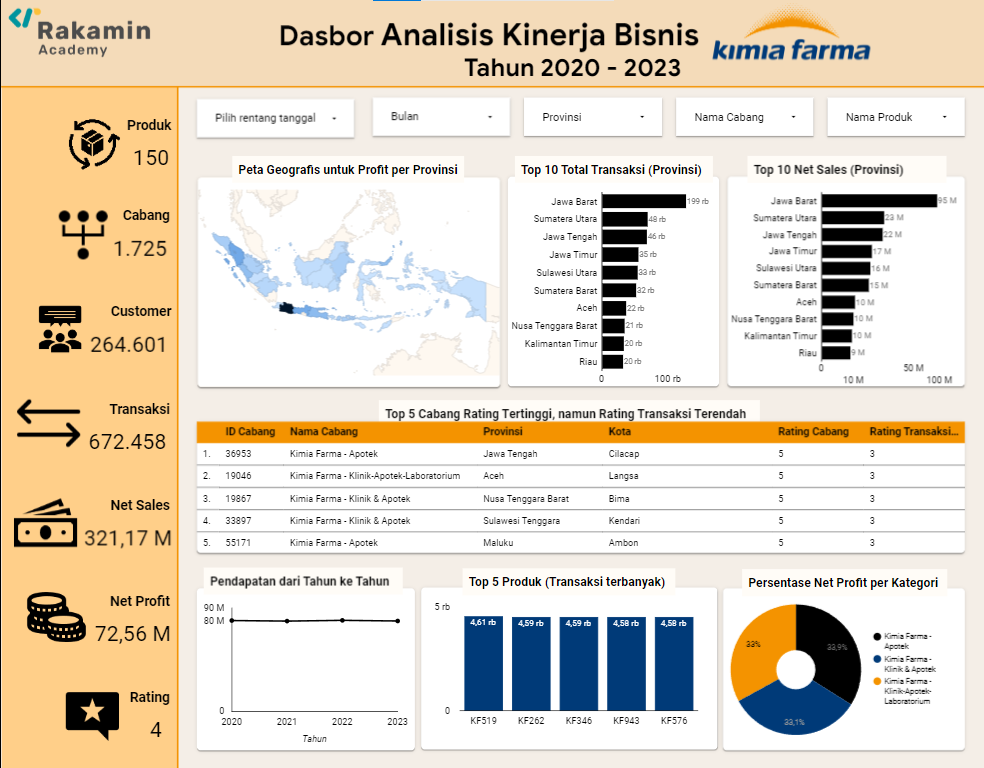 Rakamin
Academy
Dasbor Analisis Kinerja Bisnis
Tahun 2020 - 2023
kimia farma
Pilih rentang tanggal
Bulan
Provinsi
Nama Cabang
Nama Produk
Produk
150
Cabang
1.725
Customer
264.601
Transaksi
672.458
Net Sales
321,17 M
Net Profit
72,56 M
Rating
4
Peta Geografis untuk Profit per Provinsi
Top 10 Total Transaksi (Provinsi)
Jawa Barat 199 rb
Sumatera Utara 48 rb
Jawa Tengah 46 rb
Jawa Timur 35 rb
Sulawesi Utara 33 rb
Sumatera Barat 32 rb
Aceh 22 rb
Nusa Tenggara Barat 21 rb
Kalimantan Timur 20 rb
Riau 20 rb
0 100 rb
Top 10 Net Sales (Provinsi)
Jawa Barat 95 M
Sumatera Utara 23 M
Jawa Tengah 22 M
Jawa Timur 17 M
Sulawesi Utara 16 M
Sumatera Barat 15 M
Aceh 10 M
Nusa Tenggara Barat 10 M
Kalimantan Timur 10 M
Riau 9 M
0 50 M
10 M 100 M
Top 5 Cabang Rating Tertinggi, namun Rating Transaksi Terendah
ID Cabang Nama Cabang Provinsi Kota Rating Cabang Rating Transaksi...
1. 36953 Kimia Farma - Apotek Jawa Tengah Cilacap 5 3
2. 19046 Kimia Farma - Klinik-Apotek-Laboratorium Aceh Langsa 5 3
3. 19867 Kimia Farma - Klinik & Apotek Nusa Tenggara Barat Bima 5 3
4. 33897 Kimia Farma - Klinik & Apotek Sulawesi Tenggara Kendari 5 3
5. 55171 Kimia Farma - Apotek Maluku Ambon 5 3
Pendapatan dari Tahun ke Tahun
90 M
80 M
0
2020 2021 2022 2023
Tahun
Top 5 Produk (Transaksi terbanyak)
5 rb
4,61 rb 4,59 rb 4,59 rb 4,58 rb 4,58 rb
0
KF519 KF262 KF346 KF943 KF576
Persentase Net Profit per Kategori
33%
33,9%
33,1%
Kimia Farma -
Apotek
Kimia Farma -
Klinik & Apotek
Kimia Farma -
Klinik-Apotek-
Laboratorium